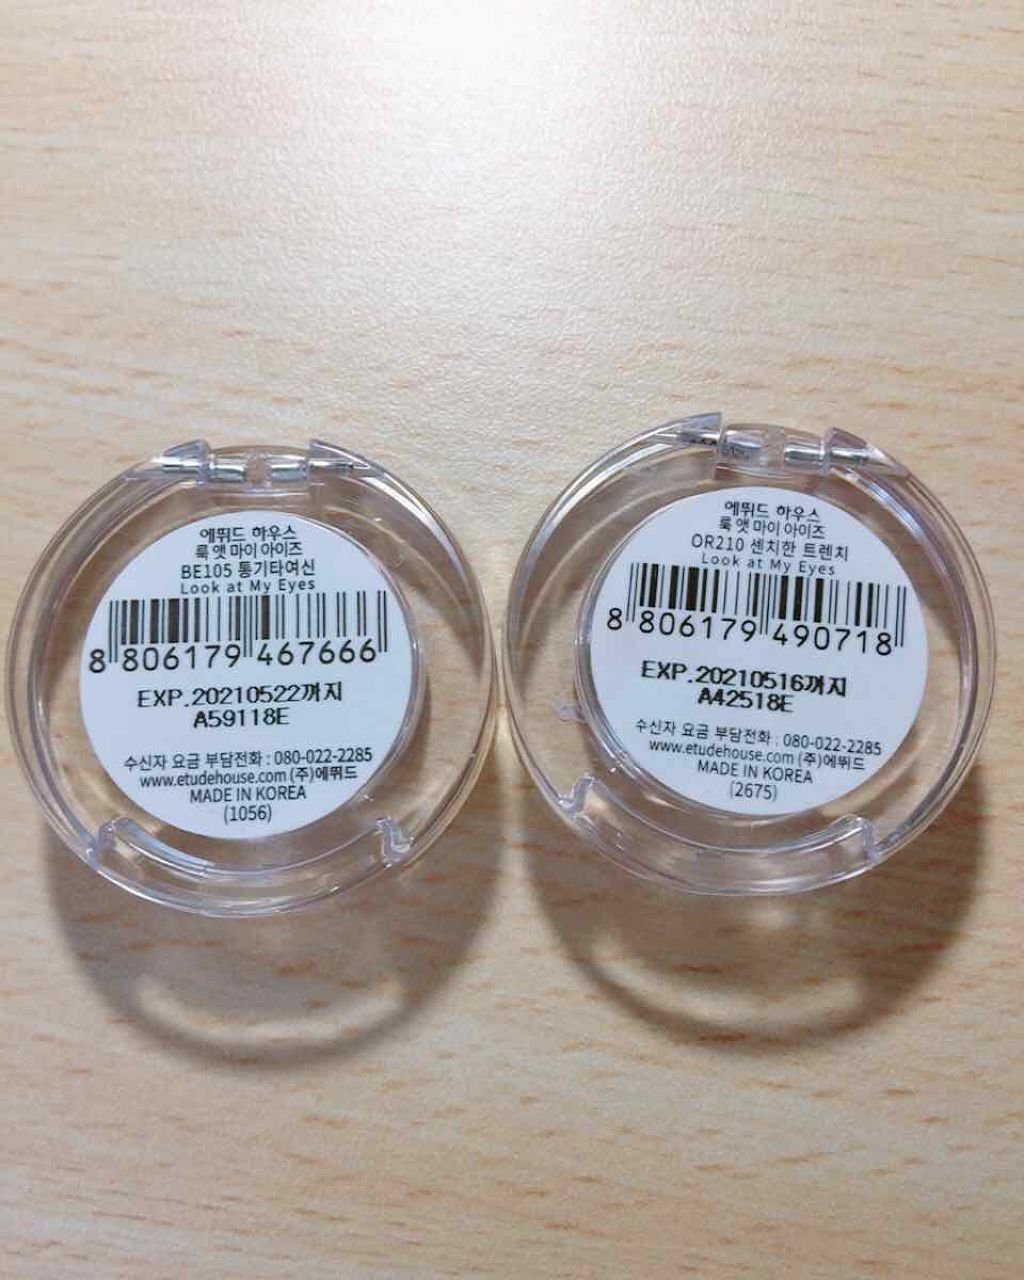 에뛰드 하우스
룩 앳 마이 아이즈
BE105 통기타여신
Look at My Eyes
8 806179 467666
EXP.20210522까지
A59118E
수신자 요금 부담전화 : 080-022-2285
www.etudehouse.com (주)에뛰드
MADE IN KOREA
(1056)
에뛰드 하우스
룩 앳 마이 아이즈
OR210 센치한 트렌치
Look at My Eyes
8 806179 490718
EXP.20210516까지
A42518E
수신자 요금 부담전화 : 080-022-2285
www.etudehouse.com (주)에뛰드
MADE IN KOREA
(2675)